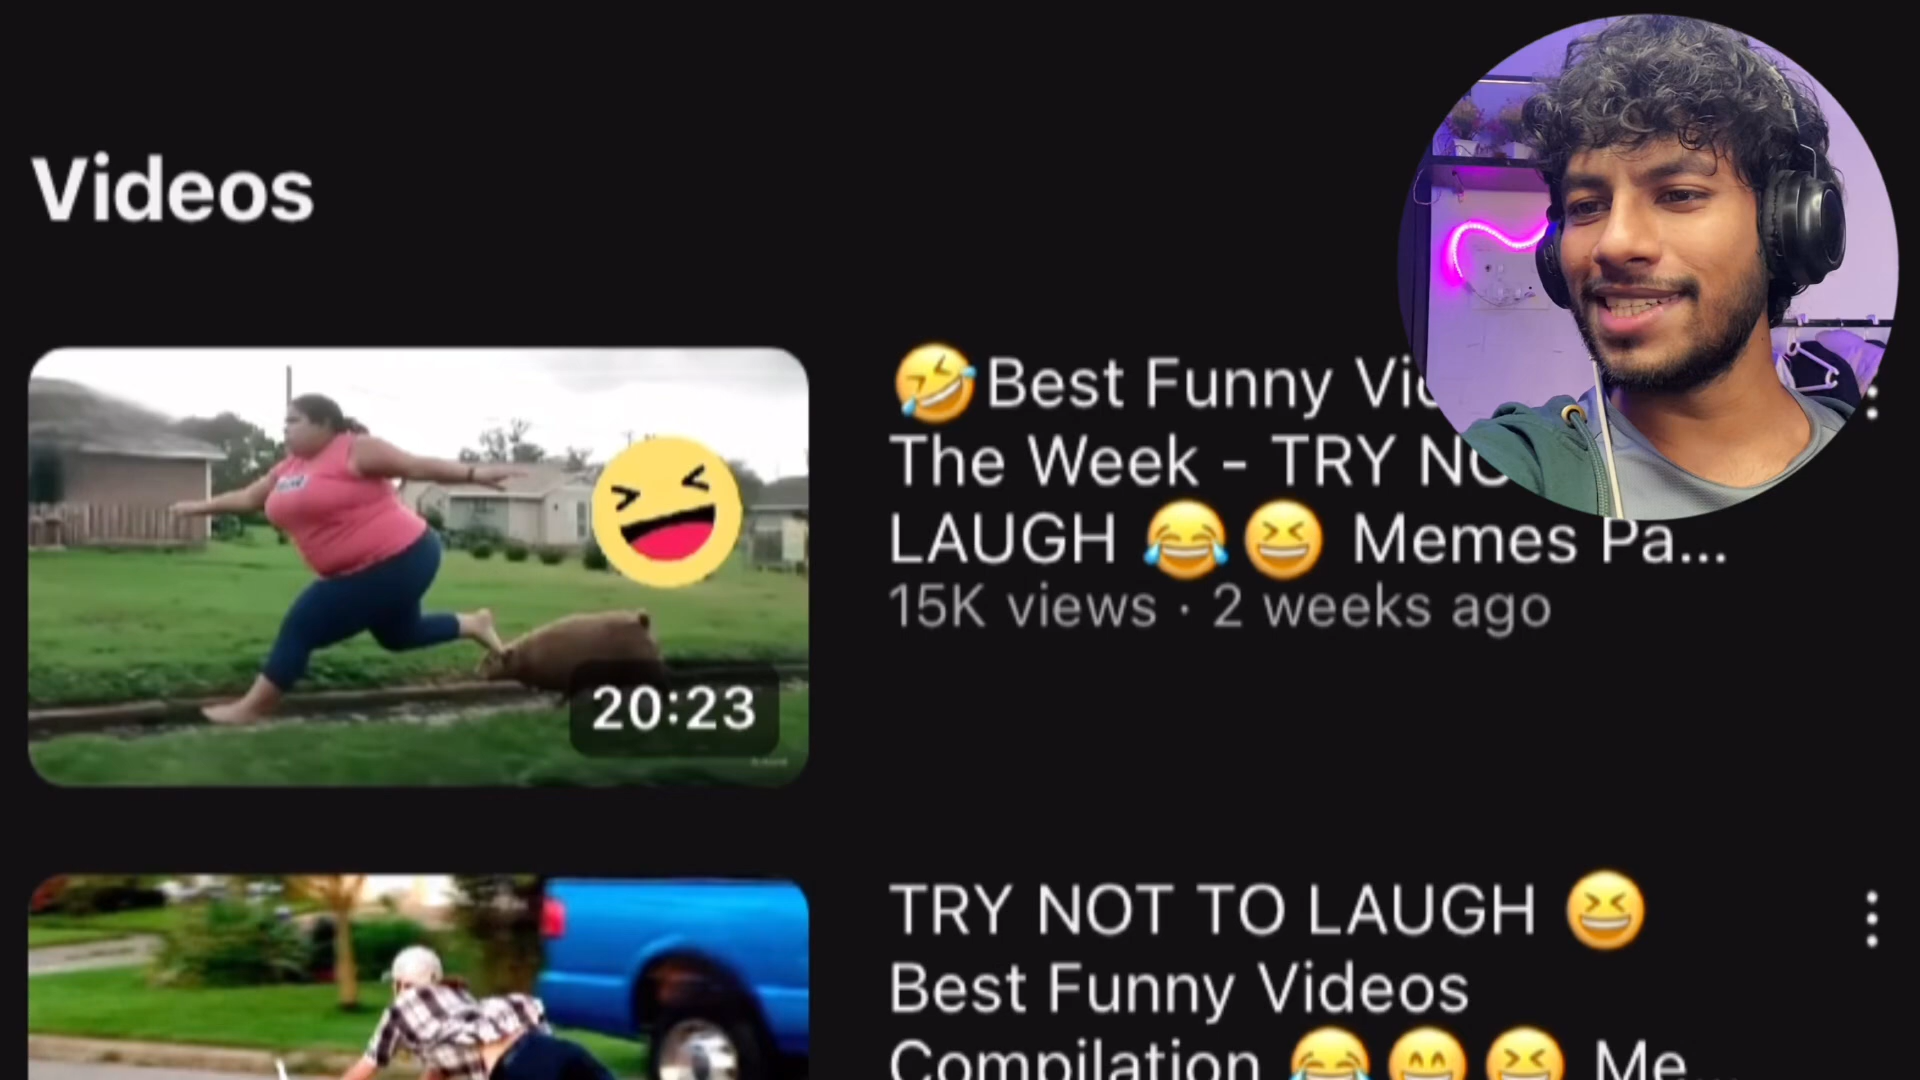 Videos
🤣Best Funny
The Week - TRY
LAUGH 😂😆 Memes Pa...
15K views · 2 weeks ago
20:23
TRY NOT TO LAUGH 😆
Best Funny Videos
Compilation 😂😁😆 Me...